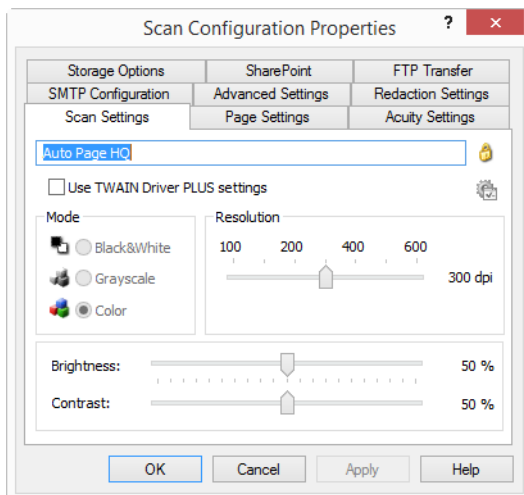 Scan Configuration Properties ? ×
Storage Options SharePoint FTP Transfer
SMTP Configuration Advanced Settings Redaction Settings
Scan Settings Page Settings Acuity Settings
Auto Page HQ
Use TWAIN Driver PLUS settings
Mode Resolution
Black&White 100 200 400 600
Grayscale 300 dpi
Color
Brightness: 50 %
Contrast: 50 %
OK Cancel Apply Help